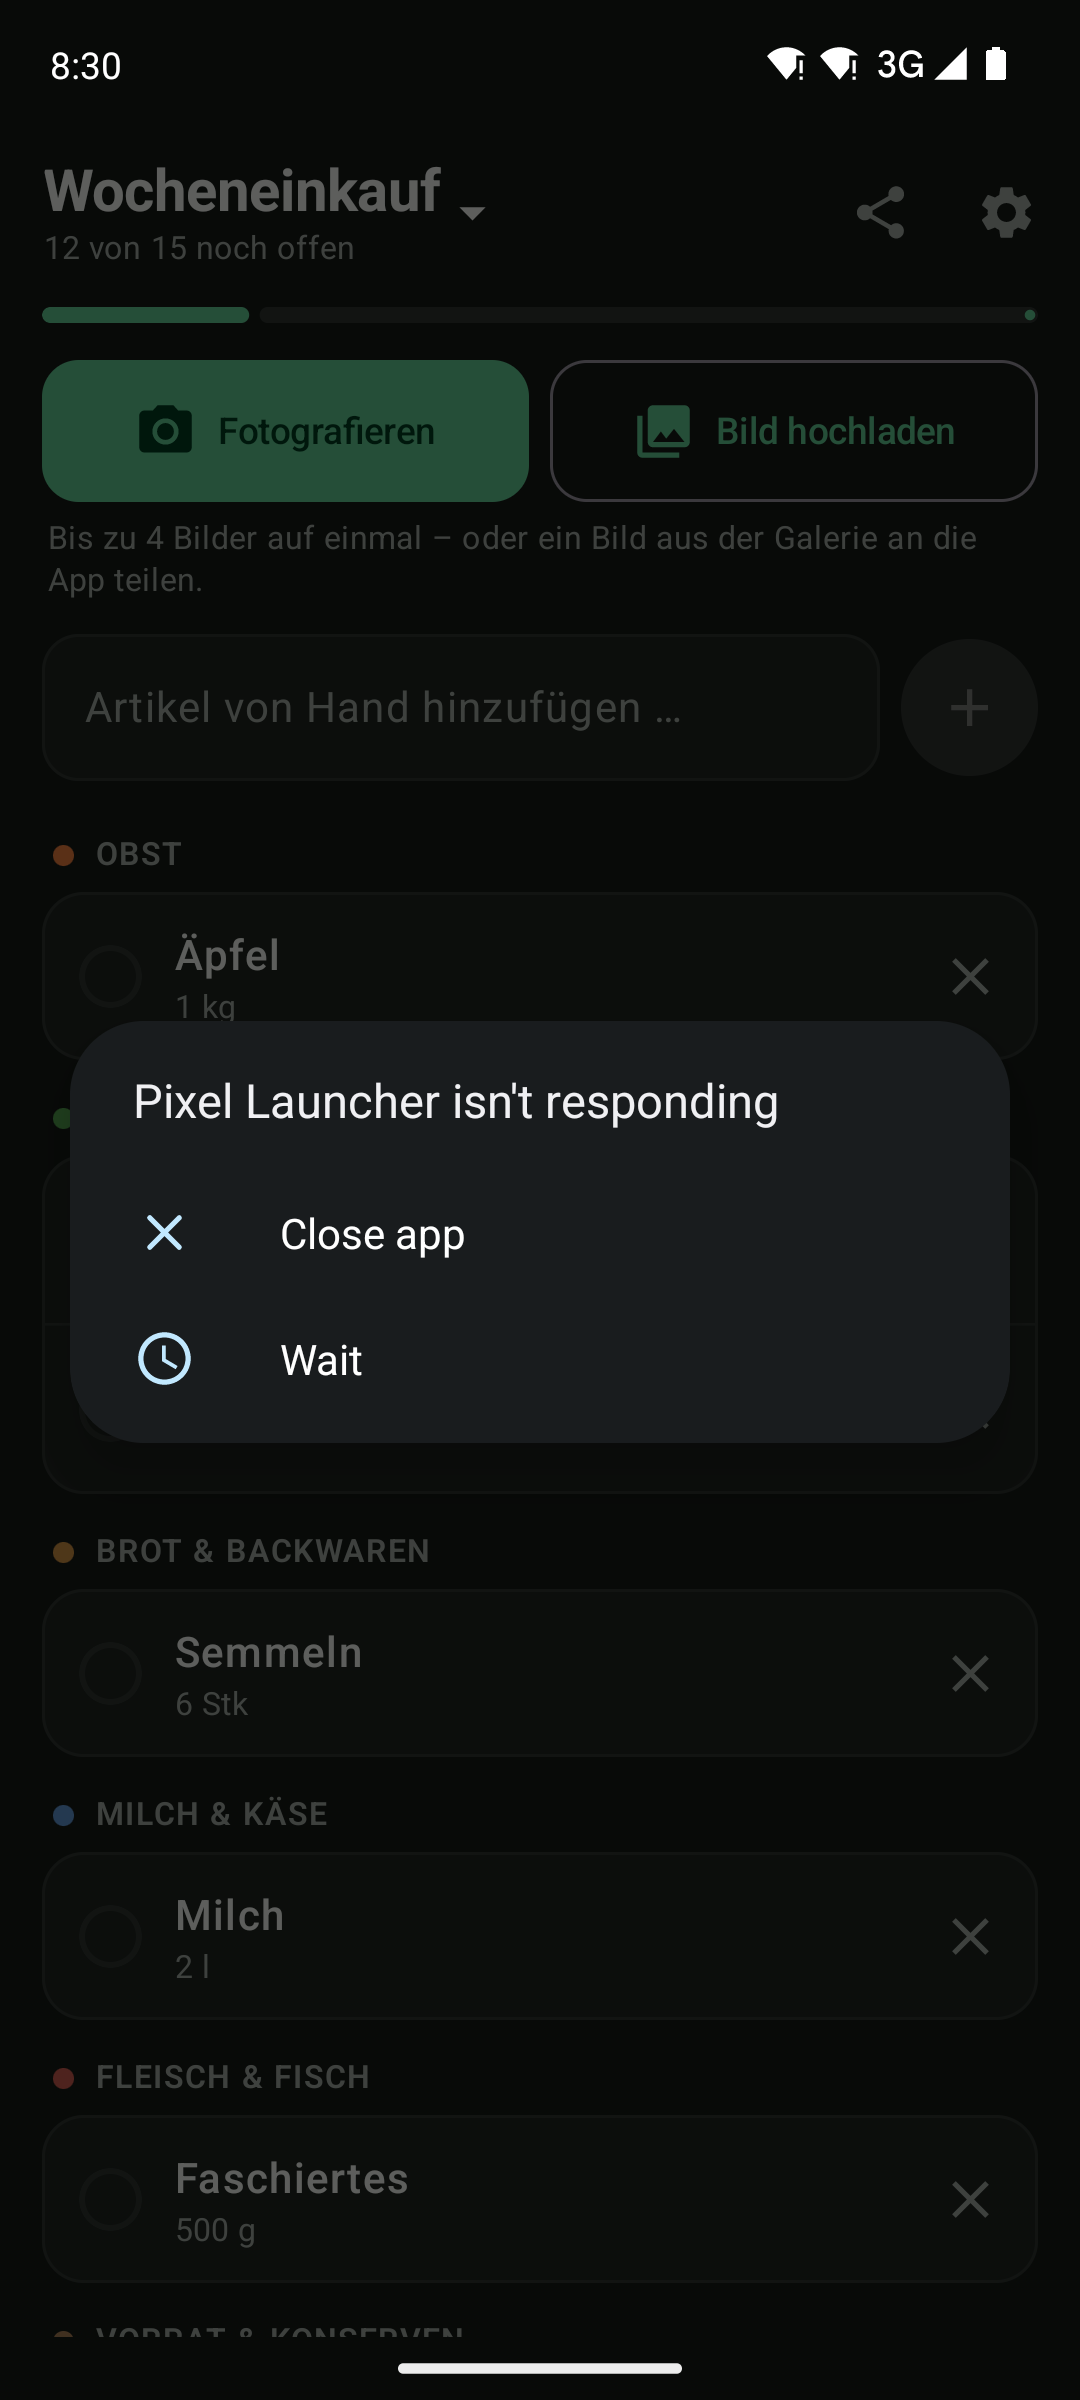 8:30
3G
Wocheneinkauf
12 von 15 noch offen
Fotografieren
Bild hochladen
Bis zu 4 Bilder auf einmal – oder ein Bild aus der Galerie an die
App teilen.
Artikel von Hand hinzufügen …
OBST
Äpfel
1 kg
Pixel Launcher isn't responding
Close app
Wait
BROT & BACKWAREN
Semmeln
6 Stk
MILCH & KÄSE
Milch
2 l
FLEISCH & FISCH
Faschiertes
500 g
VORRAT & KONSERVEN